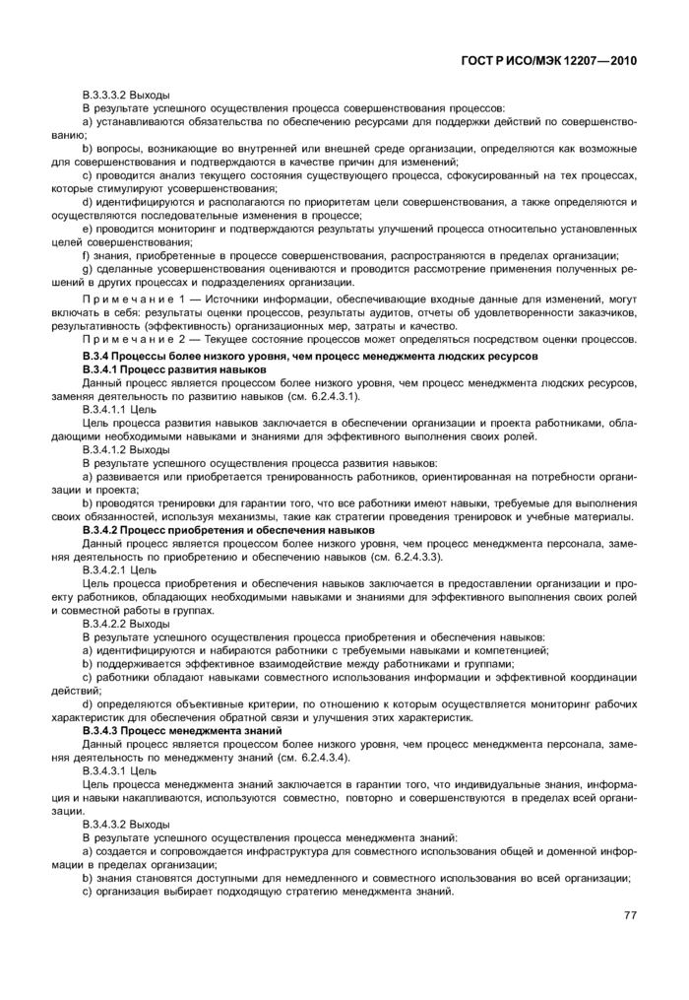 ГОСТ Р ИСО/МЭК 12207—2010
В.3.3.3.2 Выходы
В результате успешного осуществления процесса совершенствования процессов:
a) устанавливаются обязательства по обеспечению ресурсами для поддержки действий по совершенство-
ванию;
b) вопросы, возникающие во внутренней или внешней среде организации, определяются как возможные
для совершенствования и подтверждаются в качестве причин для изменений;
c) проводится анализ текущего состояния существующего процесса, сфокусированный на тех процессах,
которые стимулируют усовершенствования;
d) идентифицируются и располагаются по приоритетам цели совершенствования, а также определяются и
осуществляются последовательные изменения в процессе;
e) проводится мониторинг и подтверждаются результаты улучшений процесса относительно установленных
целей совершенствования;
f) знания, приобретенные в процессе совершенствования, распространяются в пределах организации;
g) сделанные усовершенствования оцениваются и проводится рассмотрение применения полученных ре-
шений в других процессах и подразделениях организации.
Примечание 1 — Источники информации, обеспечивающие входные данные для изменений, могут
включать в себя: результаты оценки процессов, результаты аудитов, отчеты об удовлетворенности заказчиков,
результативность (эффективность) организационных мер, затраты и качество.
Примечание 2 — Текущее состояние процессов может определяться посредством оценки процессов.
В.3.4 Процессы более низкого уровня, чем процесс менеджмента людских ресурсов
В.3.4.1 Процесс развития навыков
Данный процесс является процессом более низкого уровня, чем процесс менеджмента людских ресурсов,
заменяя деятельность по развитию навыков (см. 6.2.4.3.1).
В.3.4.1.1 Цель
Цель процесса развития навыков заключается в обеспечении организации и проекта работниками, обла-
дающими необходимыми навыками и знаниями для эффективного выполнения своих ролей.
В.3.4.1.2 Выходы
В результате успешного осуществления процесса развития навыков:
a) развивается или приобретается тренированность работников, ориентированная на потребности органи-
зации и проекта;
b) проводятся тренировки для гарантии того, что все работники имеют навыки, требуемые для выполнения
своих обязанностей, используя механизмы, такие как стратегии проведения тренировок и учебные материалы.
В.3.4.2 Процесс приобретения и обеспечения навыков
Данный процесс является процессом более низкого уровня, чем процесс менеджмента персонала, заме-
няя деятельность по приобретению и обеспечению навыков (см. 6.2.4.3.3).
В.3.4.2.1 Цель
Цель процесса приобретения и обеспечения навыков заключается в предоставлении организации и про-
екту работников, обладающих необходимыми навыками и знаниями для эффективного выполнения своих ролей
и совместной работы в группах.
В.3.4.2.2 Выходы
В результате успешного осуществления процесса приобретения и обеспечения навыков:
a) идентифицируются и набираются работники с требуемыми навыками и компетенцией;
b) поддерживается эффективное взаимодействие между работниками и группами;
c) работники обладают навыками совместного использования информации и эффективной координации
действий;
d) определяются объективные критерии, по отношению к которым осуществляется мониторинг рабочих
характеристик для обеспечения обратной связи и улучшения этих характеристик.
В.3.4.3 Процесс менеджмента знаний
Данный процесс является процессом более низкого уровня, чем процесс менеджмента персонала, заме-
няя деятельность по менеджменту знаний (см. 6.2.4.3.4).
В.3.4.3.1 Цель
Цель процесса менеджмента знаний заключается в гарантии того, что индивидуальные знания, информа-
ция и навыки накапливаются, используются совместно, повторно и совершенствуются в пределах всей органи-
зации.
В.3.4.3.2 Выходы
В результате успешного осуществления процесса менеджмента знаний:
a) создается и сопровождается инфраструктура для совместного использования общей и доменной инфор-
мации в пределах организации;
b) знания становятся доступными для немедленного и совместного использования во всей организации;
c) организация выбирает подходящую стратегию менеджмента знаний.
77